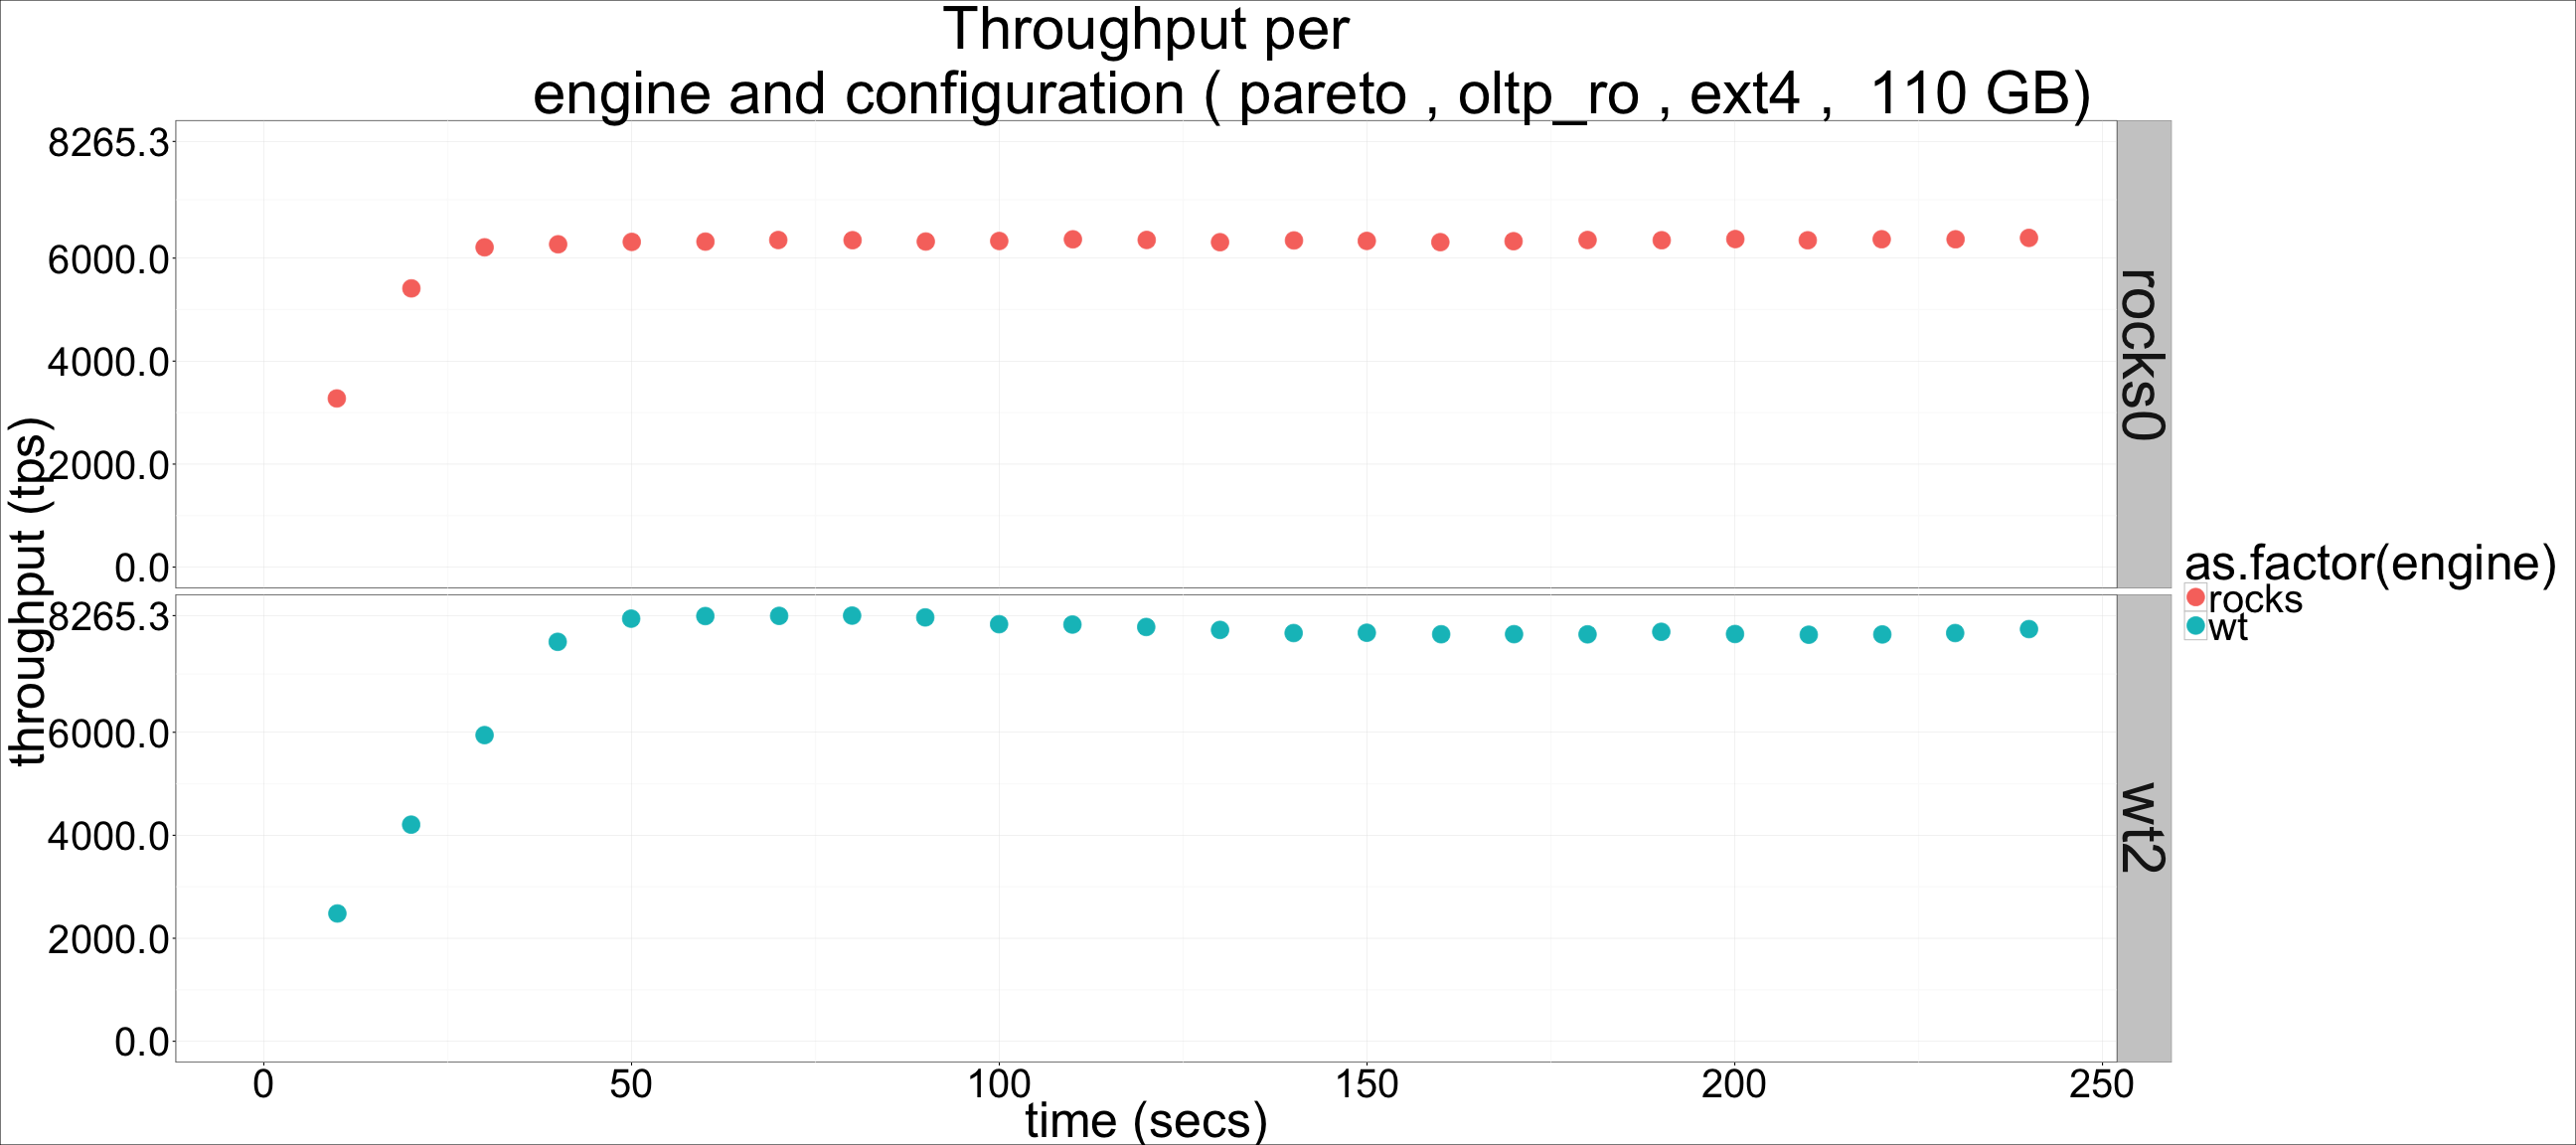 Throughput per
engine and configuration ( pareto , oltp_ro , ext4 ,  110 GB)
throughput (tps)
8265.3
6000.0
4000.0
2000.0
0.0
rocks0
8265.3
6000.0
4000.0
2000.0
0.0
wt2
0 50 100 150 200 250
time (secs)
as.factor(engine)
rocks
wt